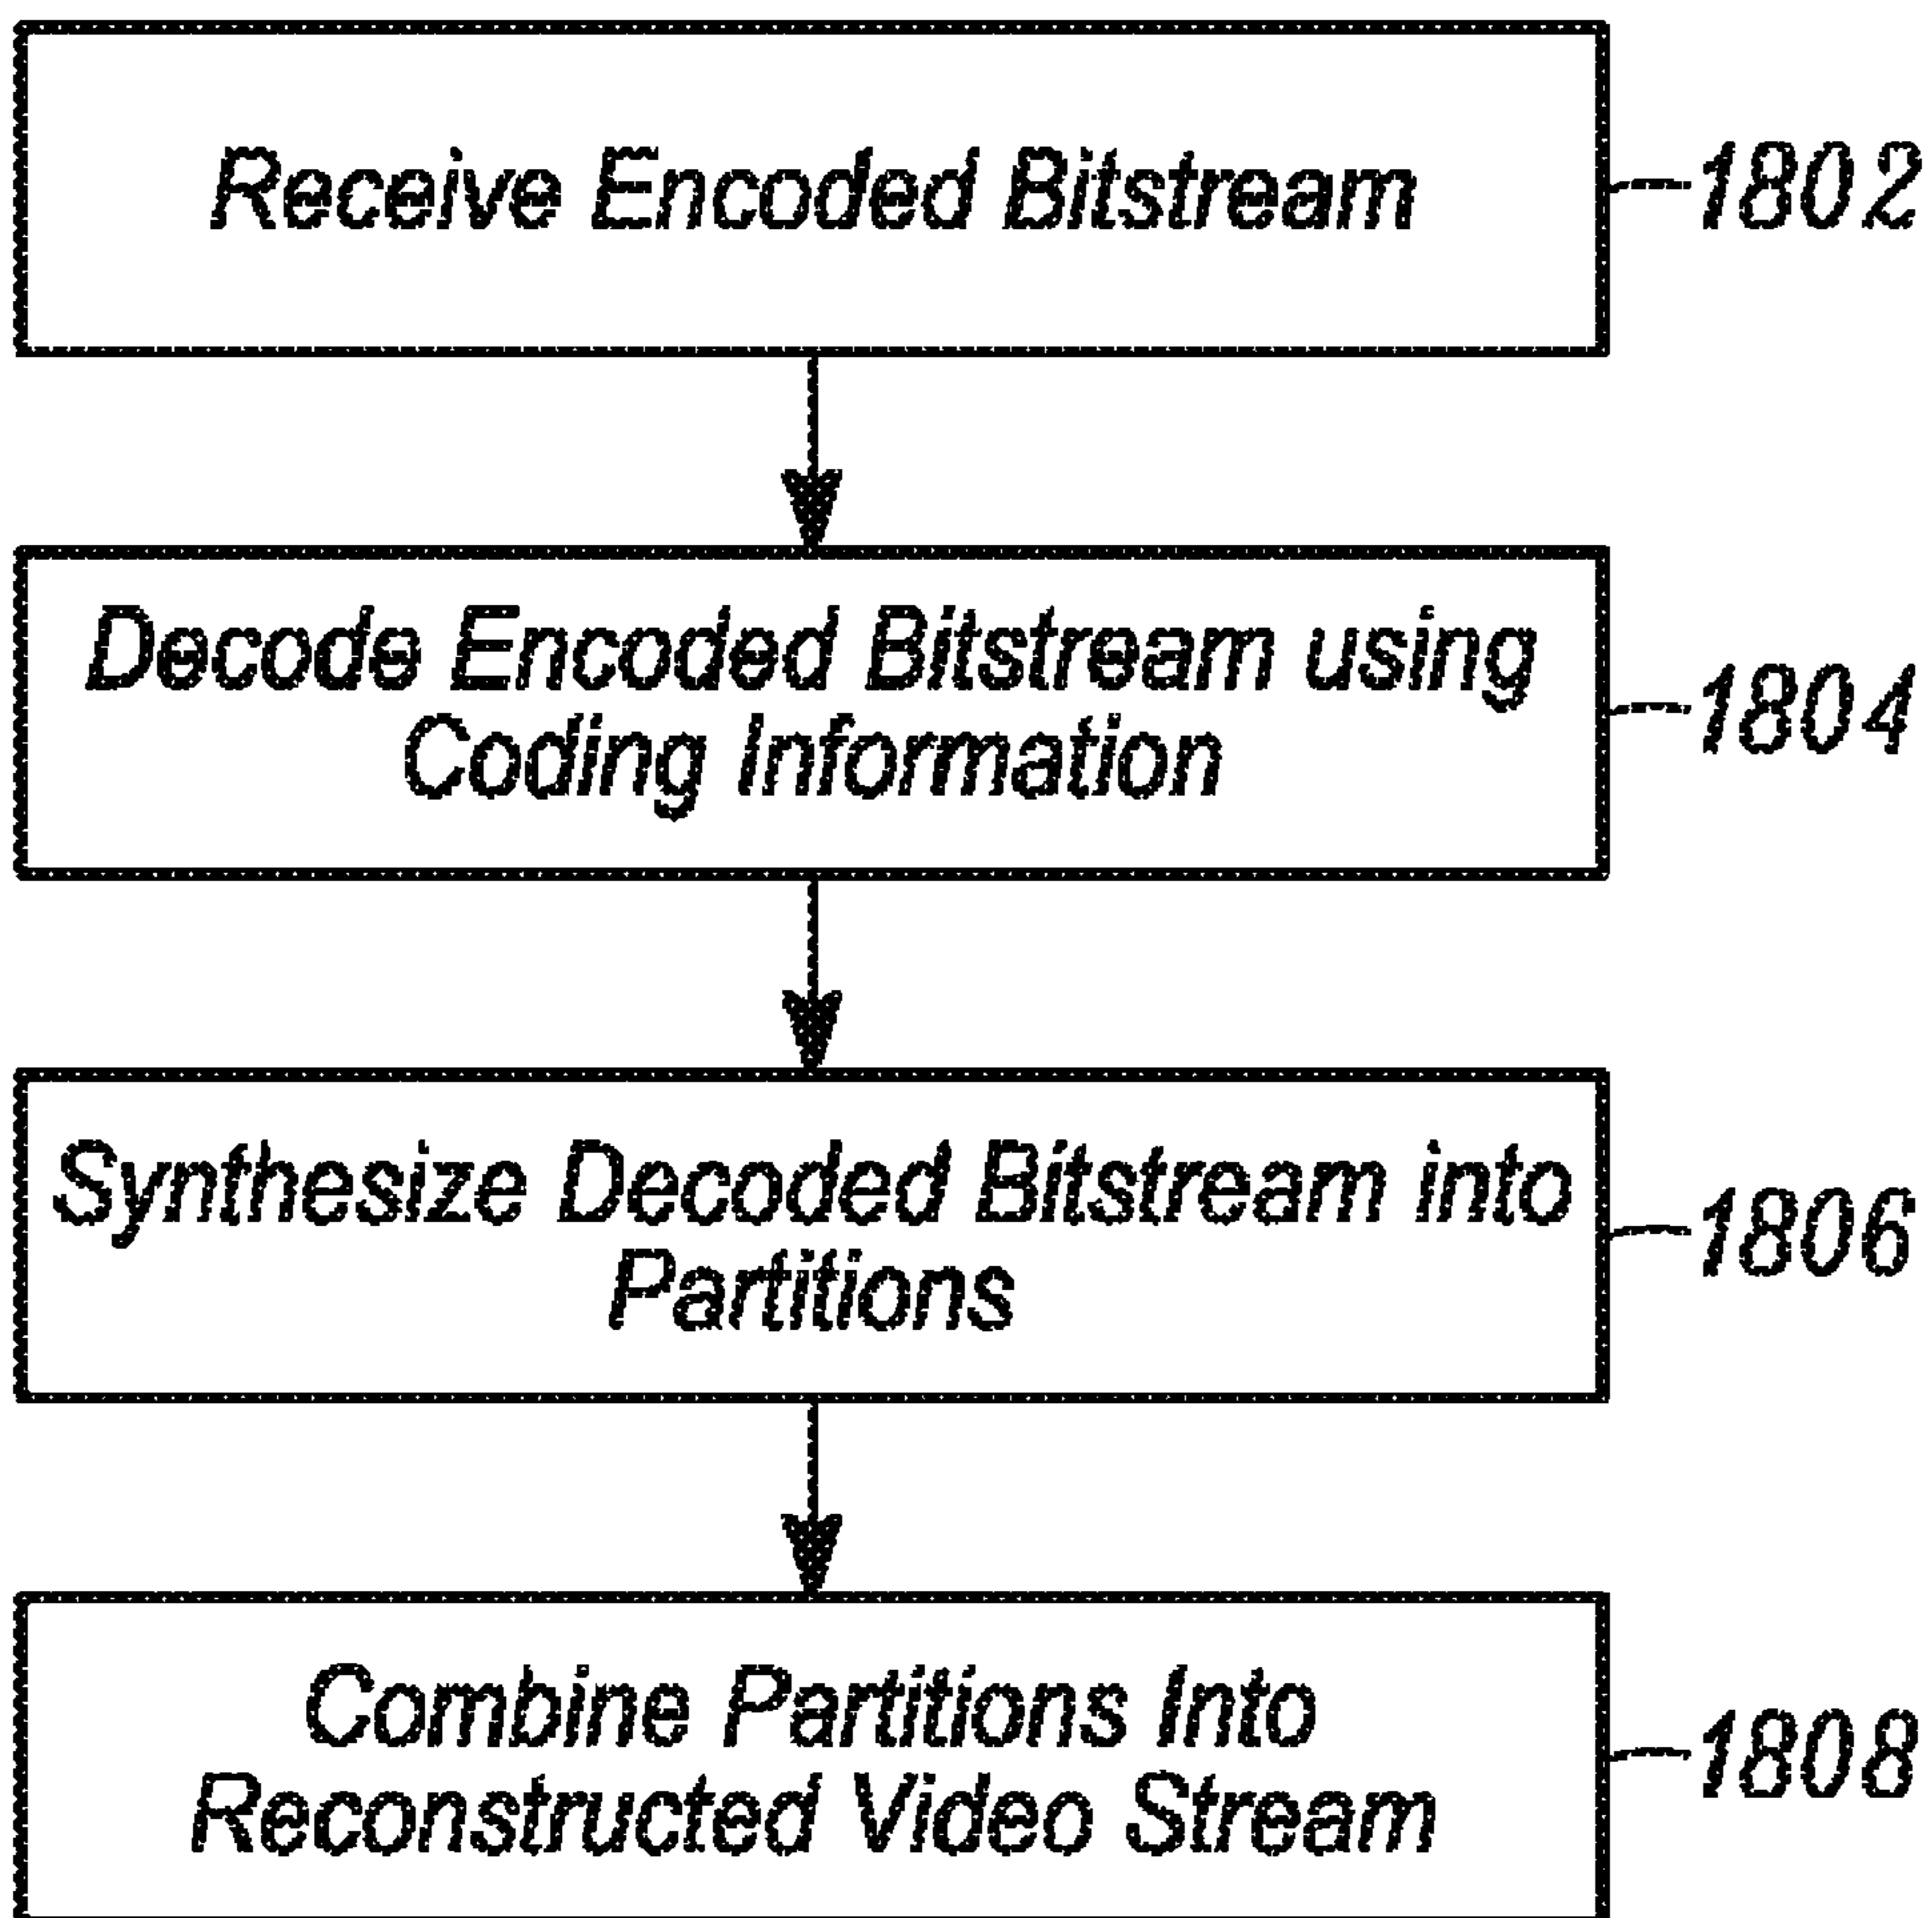 Receive Encoded Bitstream
1802
Decode Encoded Bitstream using
Coding Information
1804
Synthesize Decoded Bitstream into
Partitions
1806
Combine Partitions Into
Reconstructed Video Stream
1808